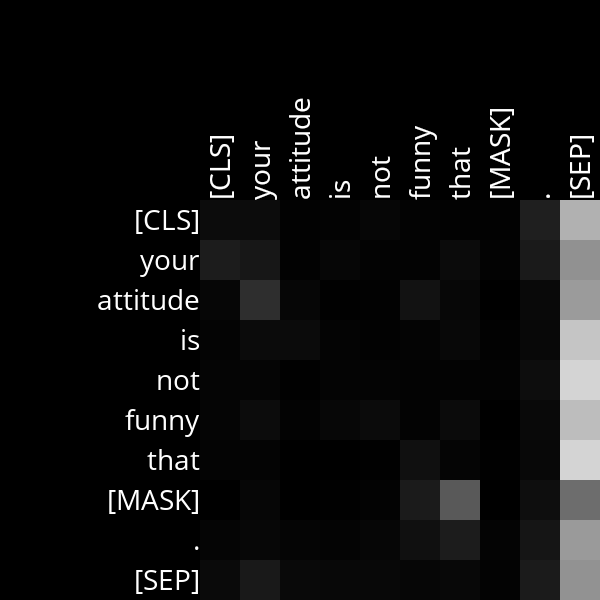 [CLS]
your
attitude
is
not
funny
that
[MASK]
.
[SEP]
[CLS]
your
attitude
is
not
funny
that
[MASK]
.
[SEP]